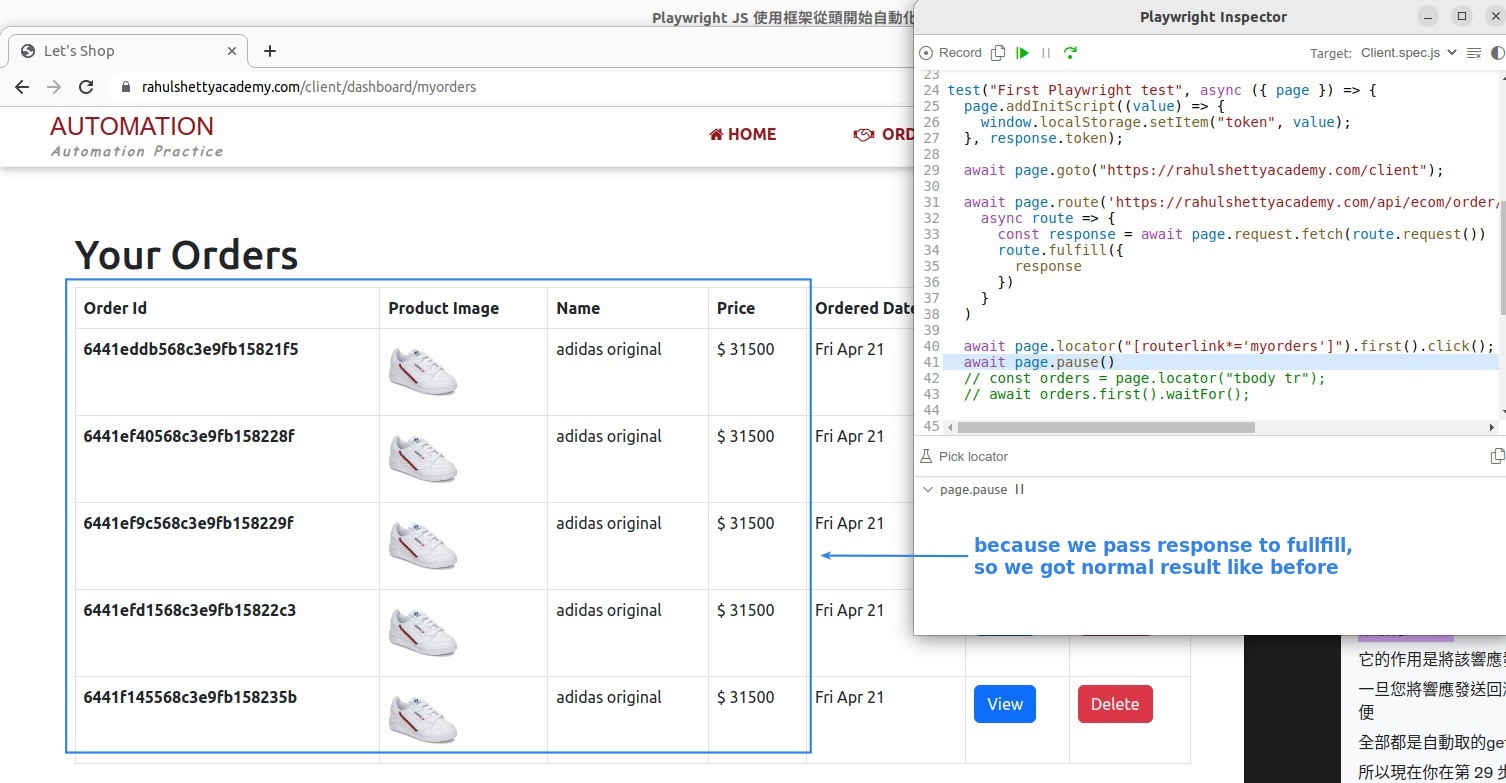 Playwright JS 使用框架從頭開始自動化
Let's Shop
rahulshettyacademy.com/client/dashboard/myorders
AUTOMATION
Automation Practice
HOME
ORD
Your Orders
Order Id Product Image Name Price Ordered Date
6441eddb568c3e9fb15821f5 adidas original $ 31500 Fri Apr 21
6441ef40568c3e9fb158228f adidas original $ 31500 Fri Apr 21
6441ef9c568c3e9fb158229f adidas original $ 31500 Fri Apr 21
6441efd1568c3e9fb15822c3 adidas original $ 31500 Fri Apr 21
6441f145568c3e9fb158235b adidas original $ 31500 Fri Apr 21 View Delete
Playwright Inspector
Record Target: Client.spec.js
23
24 test("First Playwright test", async ({ page }) => {
25 page.addInitScript((value) => {
26 window.localStorage.setItem("token", value);
27 }, response.token);
28
29 await page.goto("https://rahulshettyacademy.com/client");
30
31 await page.route('https://rahulshettyacademy.com/api/ecom/order/
32 async route => {
33 const response = await page.request.fetch(route.request())
34 route.fulfill({
35 response
36 })
37 }
38 )
39
40 await page.locator("[routerlink*='myorders']").first().click();
41 await page.pause()
42 // const orders = page.locator("tbody tr");
43 // await orders.first().waitFor();
44
45
Pick locator
page.pause
because we pass response to fullfill,
so we got normal result like before
它的作用是將該響應
一旦您將響應發送回
便
全部都是自動取的get
所以現在你在第 29 步